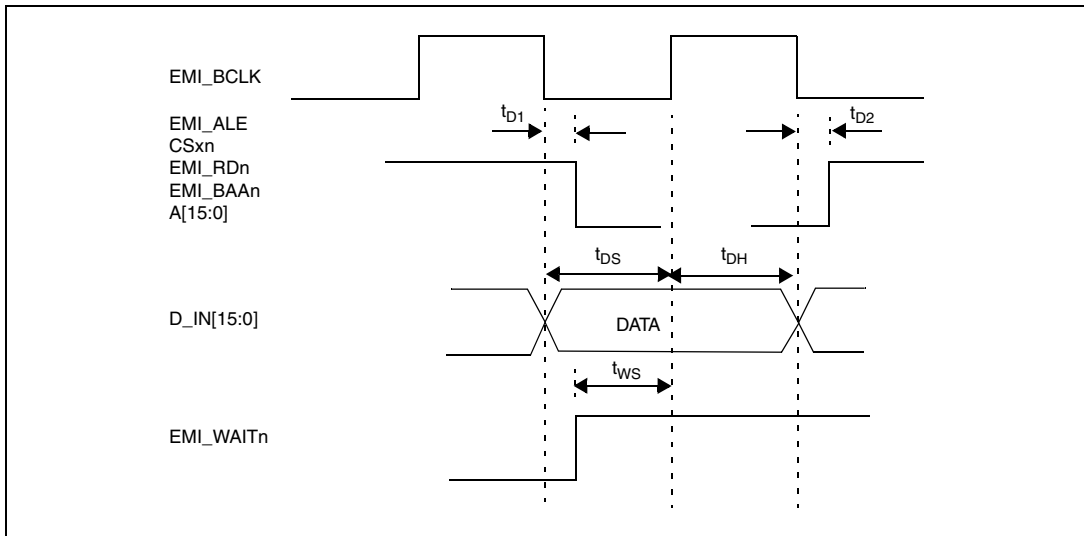 EMI_BCLK
EMI_ALE
CSxn
EMI_RDn
EMI_BAAn
A[15:0]
tD1
tD2
tDS
tDH
D_IN[15:0]
DATA
tWS
EMI_WAITn